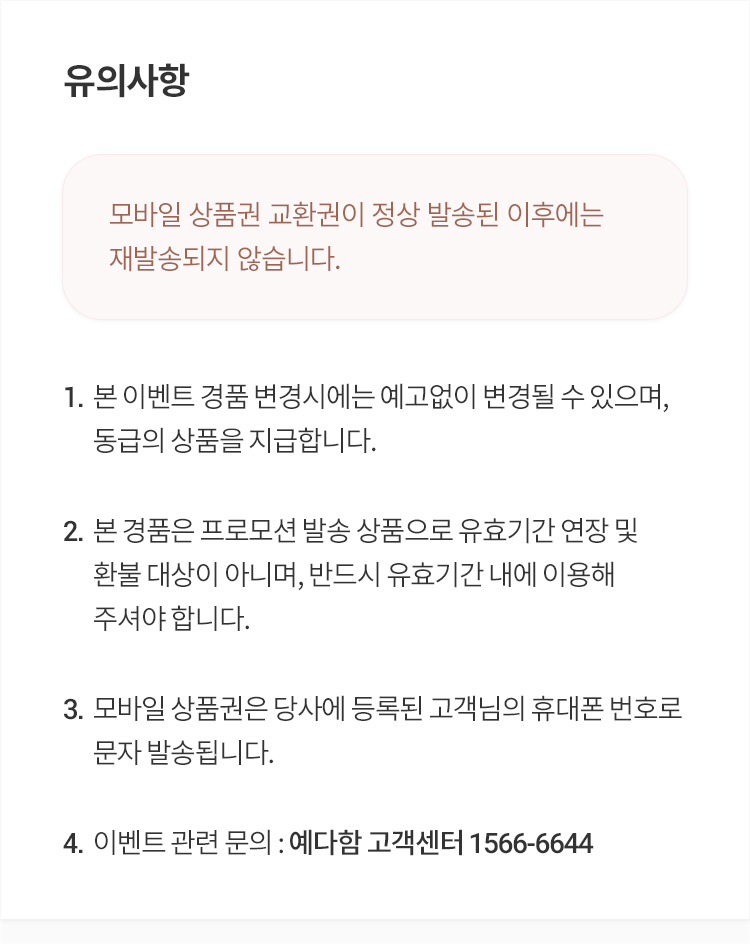 유의사항
모바일 상품권 교환권이 정상 발송된 이후에는
재발송되지 않습니다.
1. 본 이벤트 경품 변경시에는 예고없이 변경될 수 있으며,
동급의 상품을 지급합니다.
2. 본 경품은 프로모션 발송 상품으로 유효기간 연장 및
환불 대상이 아니며, 반드시 유효기간 내에 이용해
주셔야 합니다.
3. 모바일 상품권은 당사에 등록된 고객님의 휴대폰 번호로
문자 발송됩니다.
4. 이벤트 관련 문의 : 예다함 고객센터 1566-6644